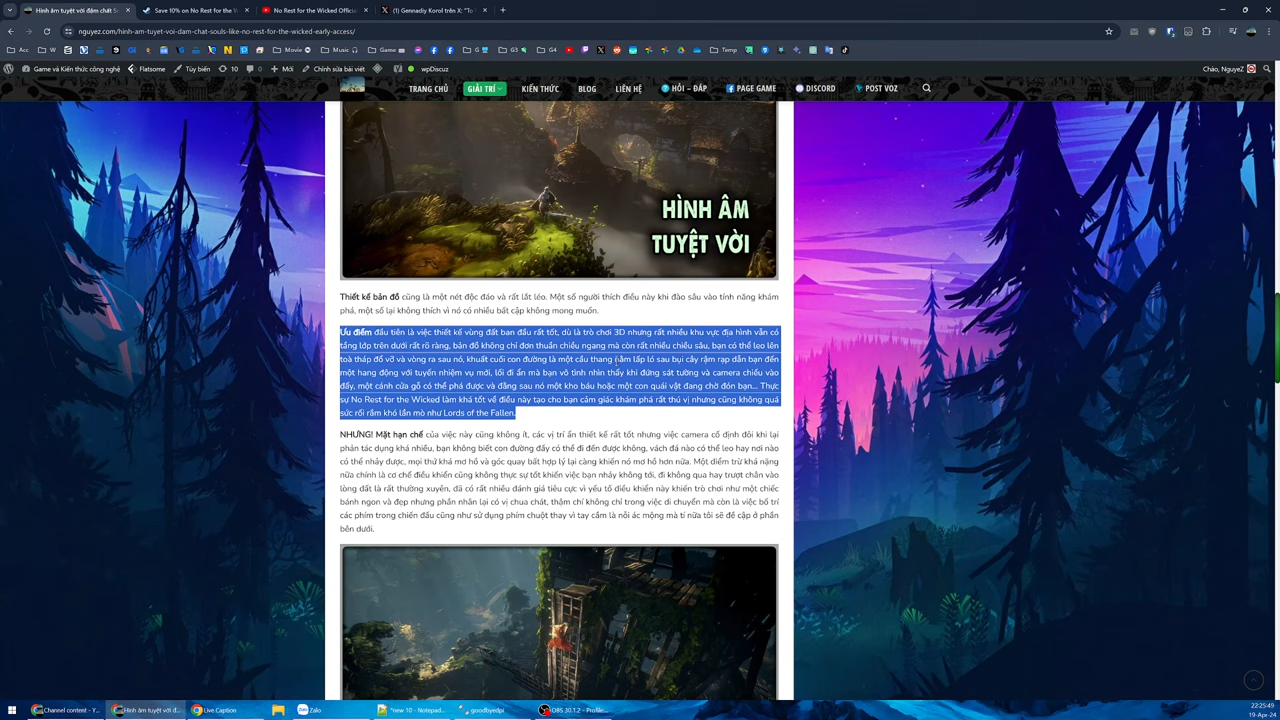 Hình âm tuyệt vời đậm chất So
Save 10% on No Rest for the W
No Rest for the Wicked Officia
(1) Gennadiy Korol trên X: "To
nguyez.com/hinh-am-tuyet-voi-dam-chat-souls-like-no-rest-for-the-wicked-early-access/
Acc
W
Movie
Music
Game
G
G3
G4
Temp
Game và Kiến thức công nghệ
Flatsome
Tùy biến
10
0
Mới
Chỉnh sửa bài viết
wpDiscuz
Chào, NguyeZ
TRANG CHỦ
GIẢI TRÍ
KIẾN THỨC
BLOG
LIÊN HỆ
HỎI – ĐÁP
PAGE GAME
DISCORD
POST VOZ
HÌNH ÂM
TUYỆT VỜI
Thiết kế bản đồ cũng là một nét độc đáo và rất lắt léo. Một số người thích điều này khi đào sâu vào tính năng khám
phá, một số lại không thích vì nó có nhiều bất cập không mong muốn.
Ưu điểm đầu tiên là việc thiết kế vùng đất ban đầu rất tốt, dù là trò chơi 3D nhưng rất nhiều khu vực địa hình vẫn có
tầng lớp trên dưới rất rõ ràng, bản đồ không chỉ đơn thuần chiều ngang mà còn rất nhiều chiều sâu, bạn có thể leo lên
toà tháp đổ vỡ và vòng ra sau nó, khuất cuối con đường là một cầu thang nằm lấp ló sau bụi cây rậm rạp dẫn bạn đến
một hang động với tuyến nhiệm vụ mới, lối đi ẩn mà bạn vô tình nhìn thấy khi đứng sát tường và camera chiếu vào
đấy, một cánh cửa gỗ có thể phá được và đằng sau nó một kho báu hoặc một con quái vật đang chờ đón bạn... Thực
sự No Rest for the Wicked làm khá tốt về điều này tạo cho bạn cảm giác khám phá rất thú vị nhưng cũng không quá
sức rối rắm khó lần mò như Lords of the Fallen.
NHƯNG! Mặt hạn chế của việc này cũng không ít, các vị trí ẩn thiết kế rất tốt nhưng việc camera cố định đôi khi lại
phản tác dụng khá nhiều, bạn không biết con đường đấy có thể đi đến được không, vách đá nào có thể leo hay nơi nào
có thể nhảy được, mọi thứ khá mơ hồ và góc quay bất hợp lý lại càng khiến nó mơ hồ hơn nữa. Một điểm trừ khá nặng
nữa chính là cơ chế điều khiển cũng không thực sự tốt khiến việc bạn nhảy không tới, đi không qua hay trượt chân vào
lòng đất là rất thường xuyên, đã có rất nhiều đánh giá tiêu cực vì yếu tố điều khiển này khiến trò chơi như một chiếc
bánh ngon và đẹp nhưng phần nhân lại có vị chua chát, thậm chí không chỉ trong việc di chuyển mà còn là việc bố trí
các phím trong chiến đấu cũng như sử dụng phím chuột thay vì tay cầm là nỗi ác mộng mà tí nữa tôi sẽ đề cập ở phần
bên dưới.
Channel content - Y...
Hình âm tuyệt vời đ...
Live Caption
Zalo
*new 10 - Notepad...
goodbyedpi
OBS 30.1.2 - Profile:...
22:25:49
19-Apr-24